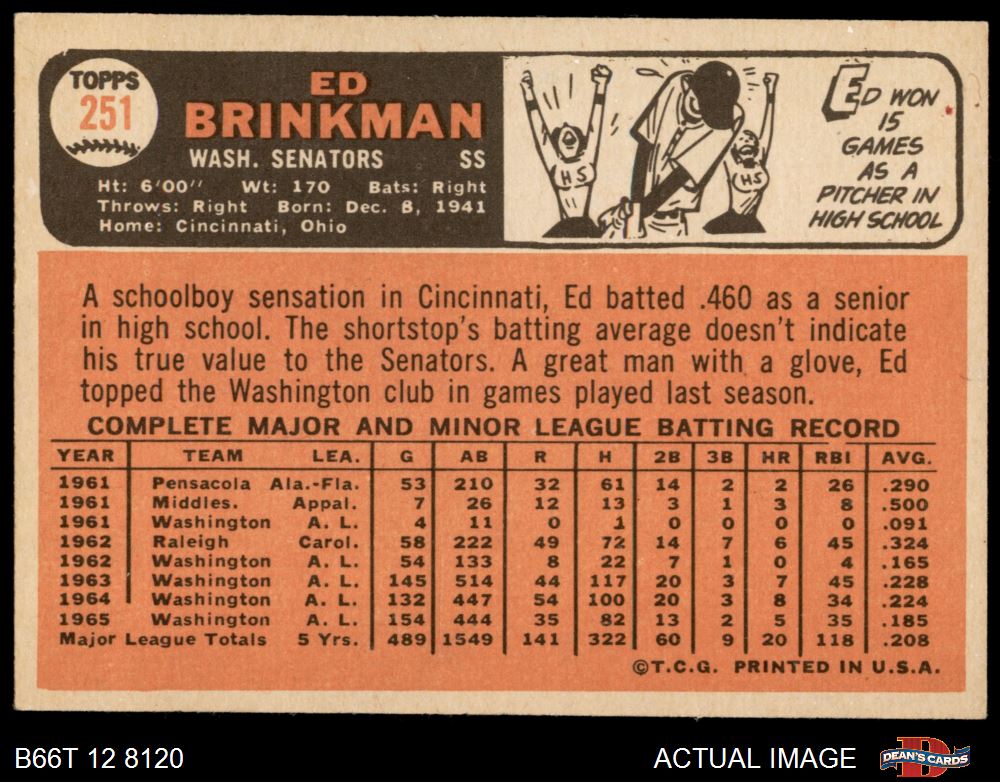 TOPPS
251
ED
BRINKMAN
WASH. SENATORS SS
Ht: 6'00" Wt: 170 Bats: Right
Throws: Right Born: Dec. 8, 1941
Home: Cincinnati, Ohio
HS
HS
ED WON
15
GAMES
AS A
PITCHER IN
HIGH SCHOOL
A schoolboy sensation in Cincinnati, Ed batted .460 as a senior
in high school. The shortstop's batting average doesn't indicate
his true value to the Senators. A great man with a glove, Ed
topped the Washington club in games played last season.
COMPLETE MAJOR AND MINOR LEAGUE BATTING RECORD
YEAR TEAM LEA. G AB R H 2B 3B HR RBI AVG.
1961 Pensacola Ala.-Fla. 53 210 32 61 14 2 2 26 .290
1961 Middles. Appal. 7 26 12 13 3 1 3 8 .500
1961 Washington A. L. 4 11 0 1 0 0 0 0 .091
1962 Raleigh Carol. 58 222 49 72 14 7 6 45 .324
1962 Washington A. L. 54 133 8 22 7 1 0 4 .165
1963 Washington A. L. 145 514 44 117 20 3 7 45 .228
1964 Washington A. L. 132 447 54 100 20 3 8 34 .224
1965 Washington A. L. 154 444 35 82 13 2 5 35 .185
Major League Totals 5 Yrs. 489 1549 141 322 60 9 20 118 .208
©T.C.G. PRINTED IN U.S.A.
B66T 12 8120
ACTUAL IMAGE
DEAN'S CARDS